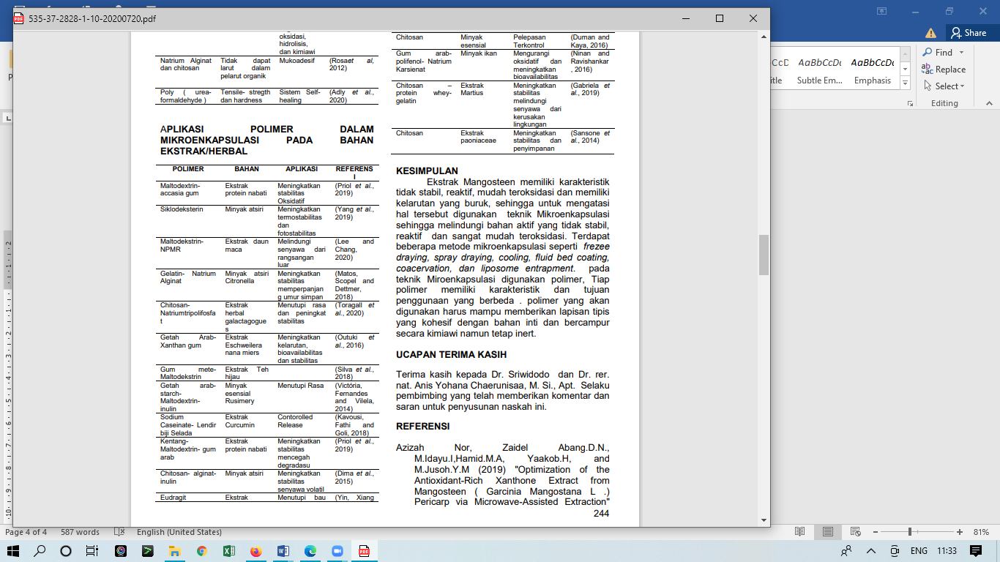 535-37-2828-1-10-20200720.pdf
Share
oksidasi,
hidrolisis,
dan kimiawi
Natrium Alginat dan chitosan | Tidak dapat larut dalam pelarut organik | Mukoadesif | (Rosaet al, 2012)
Poly ( urea-formaldehyde ) | Tensile- stregth dan hardness | Sistem Self-healing | (Adly et al., 2020)
APLIKASI POLIMER DALAM
MIKROENKAPSULASI PADA BAHAN
EKSTRAK/HERBAL
POLIMER | BAHAN | APLIKASI | REFERENSI
Maltodextrin-accasia gum | Ekstrak protein nabati | Meningkatkan stabilitas Oksidatif | (Priol et al., 2019)
Siklodeksterin | Minyak atsiri | Meningkatkan termostabilitas dan fotostabilitas | (Yang et al., 2019)
Maltodekstrin-NPMR | Ekstrak daun maca | Melindungi senyawa dari rangsangan luar | (Lee and Chang, 2020)
Gelatin- Natrium Alginat | Minyak atsiri Citronella | Meningkatkan stabilitas memperpanjang umur simpan | (Matos, Scopel and Dettmer, 2018)
Chitosan-Natriumtripolifosfat | Ekstrak herbal galactagogues | Menutupi rasa dan peningkat stabilitas | (Toragall et al., 2020)
Getah Arab-Xanthan gum | Ekstrak Eschweilera nana miers | Meningkatkan kelarutan, bioavailabilitas dan stabilitas | (Outuki et al., 2016)
Gum mete-Maltodekstrin | Ekstrak Teh hijau | (Silva et al., 2018)
Getah arab-starch-Maltodextrin-inulin | Minyak esensial Rusimery | Menutupi Rasa | (Victória, Fernandes and Vilela, 2014)
Sodium Caseinate- Lendir biji Selada | Ekstrak Curcumin | Contorolled Release | (Kavousi, Fathi and Goli, 2018)
Kentang-Maltodextrin- gum arab | Ekstrak protein nabati | Meningkatkan stabilitas mencegah degradasu | (Priol et al., 2019)
Chitosan- alginat-inulin | Minyak atsiri | Meningkatkan stabilitas senyawa volatil | (Dima et al., 2015)
Eudragit | Ekstrak | Menutupi bau | (Yin, Xiang
Chitosan | Minyak esensial | Pelepasan Terkontrol | (Duman and Kaya, 2016)
Gum arab-polifenol- Natrium Karsienat | Minyak ikan | Mengurangi oksidatif dan meningkatkan bioavailabilitas | (Ninan and Ravishankar, 2016)
Chitosan – protein whey-gelatin | Ekstrak Martius | Meningkatkan stabilitas melindungi senyawa dari kerusakan lingkungan | (Gabriela et al., 2019)
Chitosan | Ekstrak paoniaceae | Meningkatkan stabilitas dan penyimpanan | (Sansone et al., 2014)
KESIMPULAN
Ekstrak Mangosteen memiliki karakteristik
tidak stabil, reaktif, mudah teroksidasi dan memiliki
kelarutan yang buruk, sehingga untuk mengatasi
hal tersebut digunakan teknik Mikroenkapsulasi
sehingga melindungi bahan aktif yang tidak stabil,
reaktif dan sangat mudah teroksidasi. Terdapat
beberapa metode mikroenkapsulasi seperti frezee
draying, spray draying, cooling, fluid bed coating,
coacervation, dan liposome entrapment. pada
teknik Miroenkapsulasi digunakan polimer, Tiap
polimer memiliki karakteristik dan tujuan
penggunaan yang berbeda . polimer yang akan
digunakan harus mampu memberikan lapisan tipis
yang kohesif dengan bahan inti dan bercampur
secara kimiawi namun tetap inert.
UCAPAN TERIMA KASIH
Terima kasih kepada Dr. Sriwidodo dan Dr. rer.
nat. Anis Yohana Chaerunisaa, M. Si., Apt. Selaku
pembimbing yang telah memberikan komentar dan
saran untuk penyusunan naskah ini.
REFERENSI
Azizah Nor, Zaidel Abang.D.N.,
M.Idayu.I,Hamid.M.A, Yaakob.H, and
M.Jusoh.Y.M (2019) "Optimization of the
Antioxidant-Rich Xanthone Extract from
Mangosteen ( Garcinia Mangostana L .)
Pericarp via Microwave-Assisted Extraction"
244
AaBbCcDc AaBbCcDc
Subtle Em... Emphasis
Find
Replace
Select
Editing
Page 4 of 4 587 words English (United States) 81%
ENG 11:33